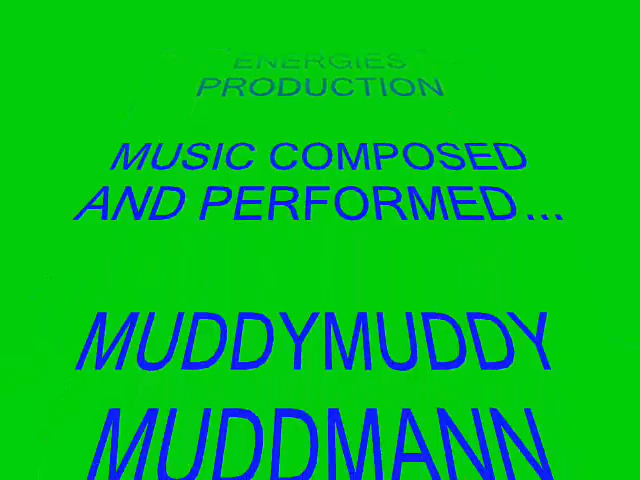 ENERGIES
PRODUCTION
MUSIC COMPOSED
AND PERFORMED...
MUDDYMUDDY
MUDDMANN